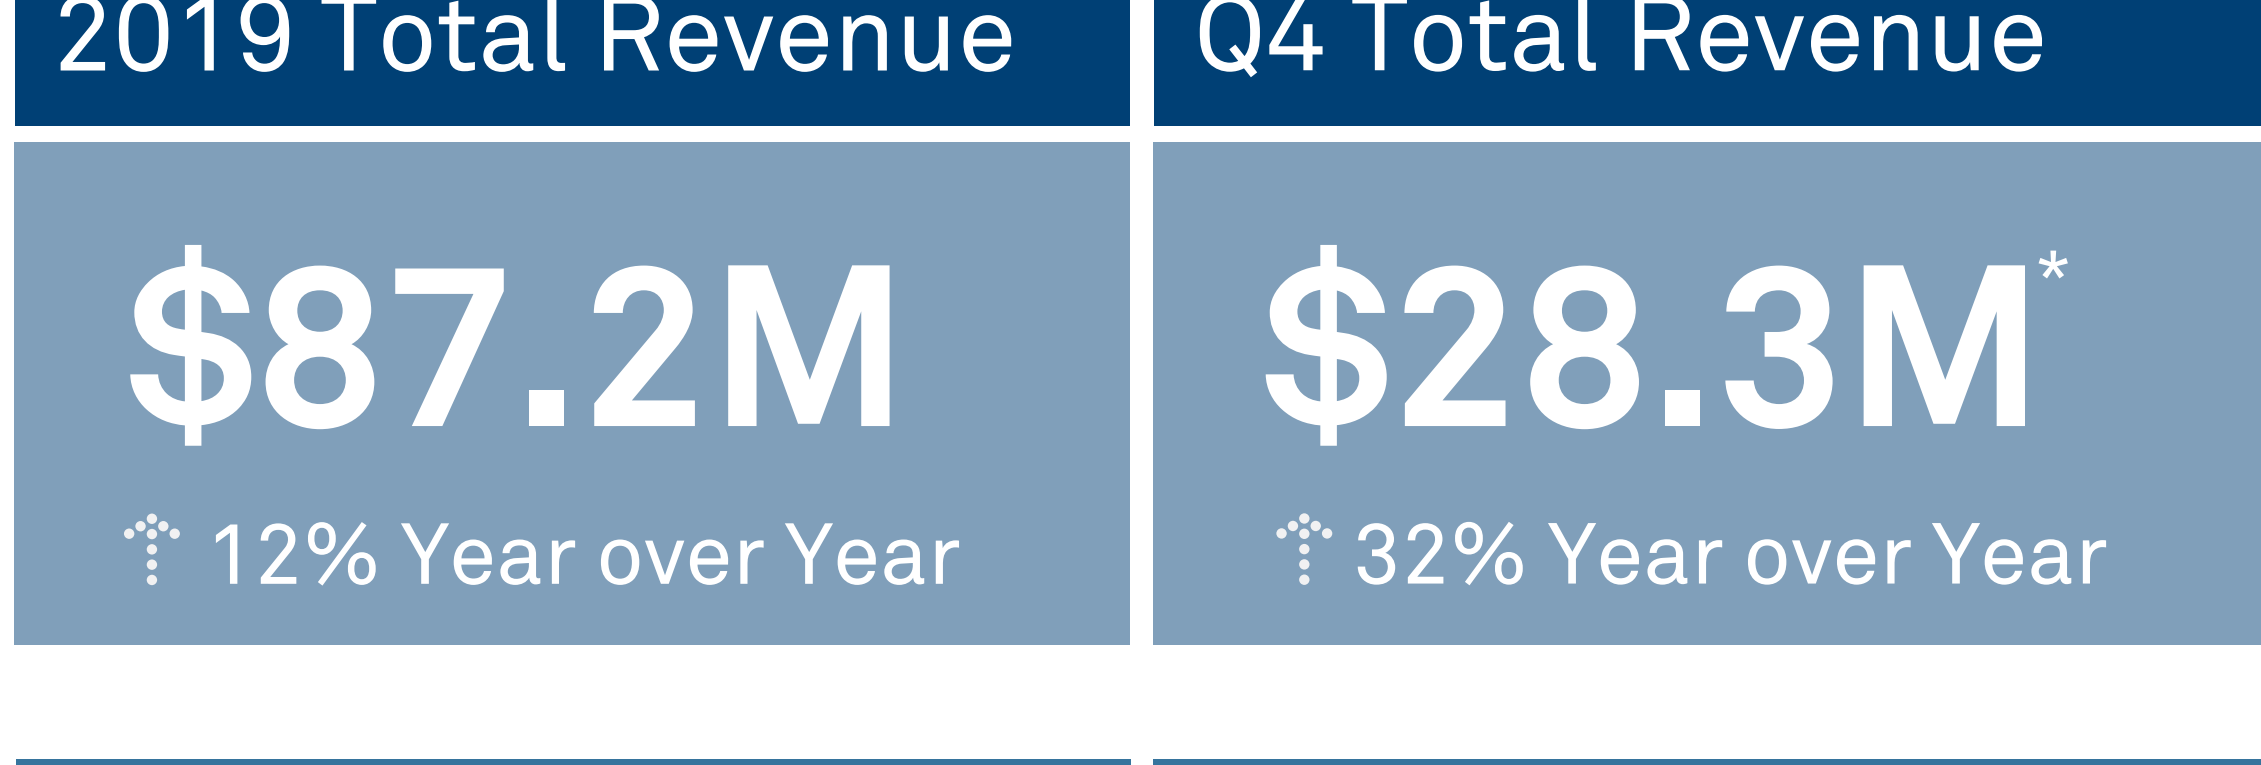 2019 Total Revenue
$87.2M
12% Year over Year
Q4 Total Revenue
$28.3M*
32% Year over Year